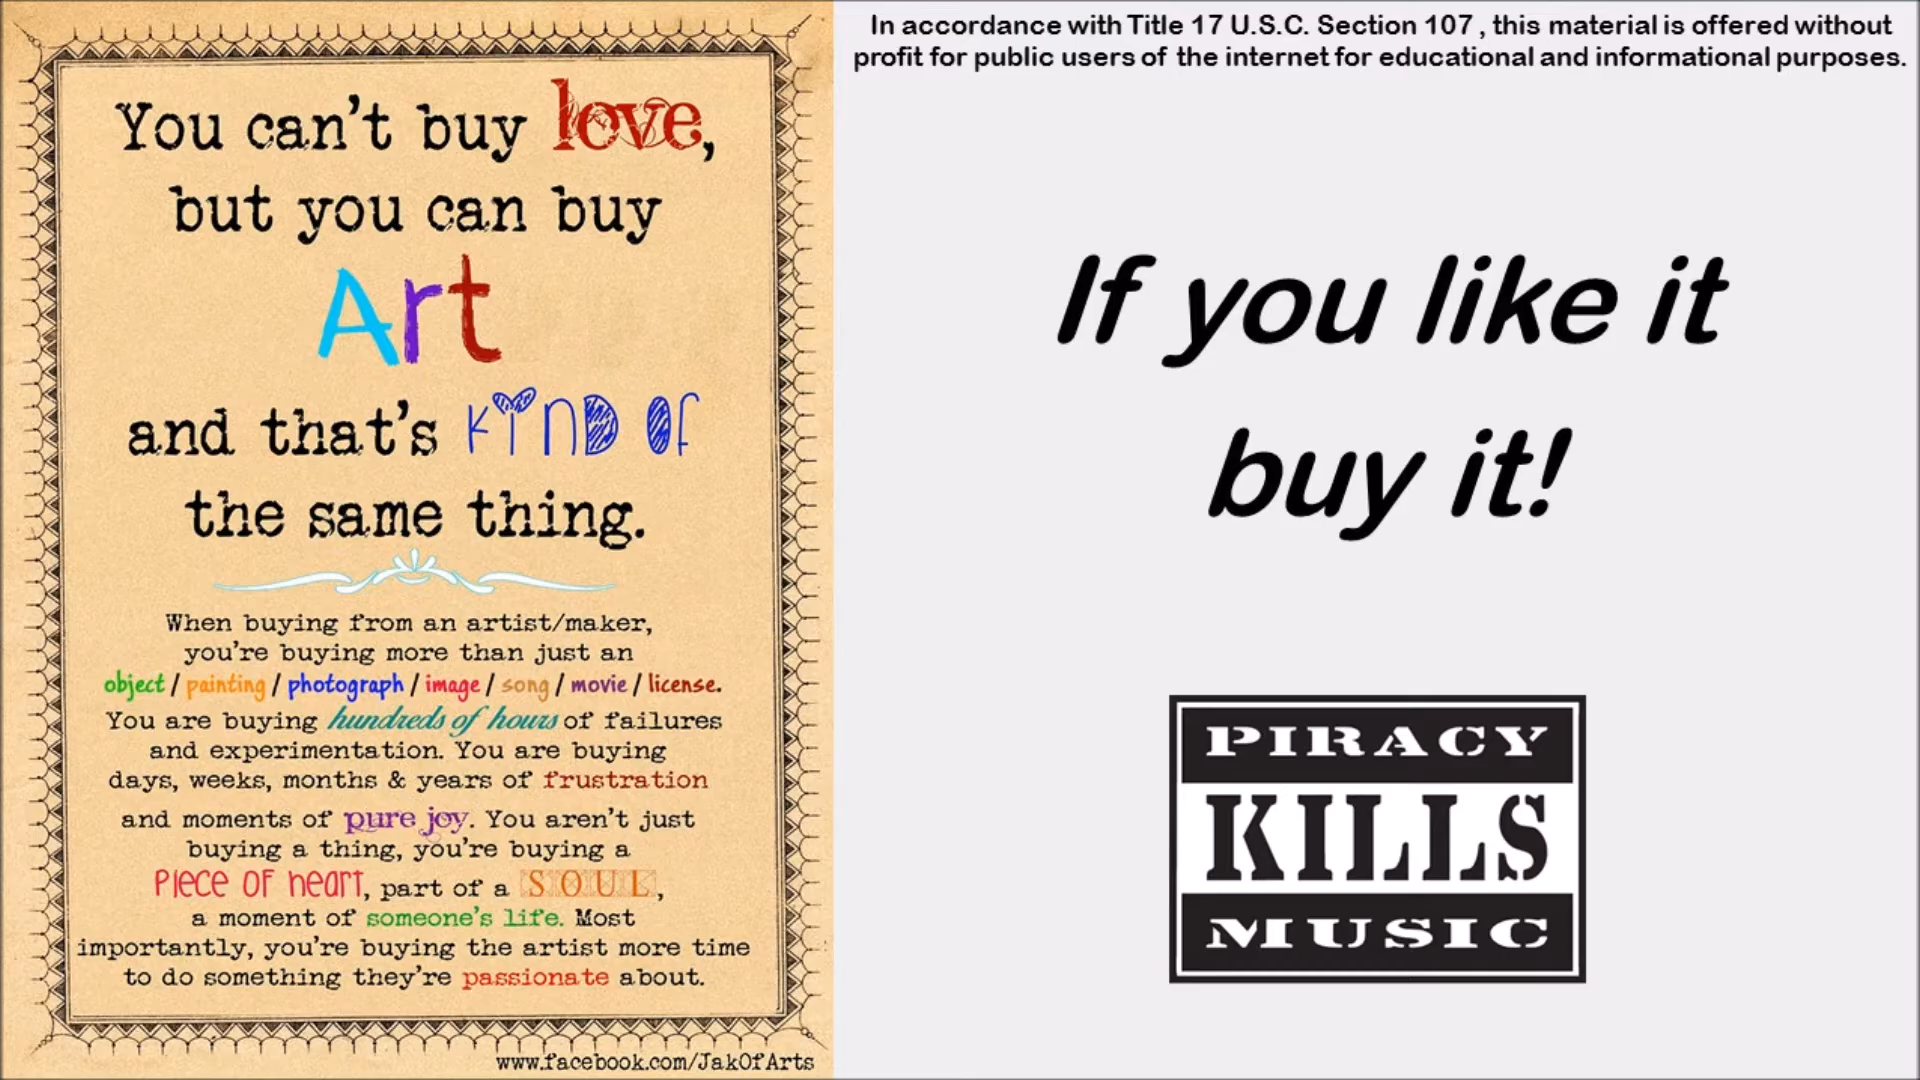 You can't buy love,
but you can buy
Art
and that's kind of
the same thing.
When buying from an artist/maker,
you're buying more than just an
object / painting / photograph / image / song / movie / license.
You are buying hundreds of hours of failures
and experimentation. You are buying
days, weeks, months & years of frustration
and moments of pure joy. You aren't just
buying a thing, you're buying a
Piece of heart, part of a SOUL,
a moment of someone's life. Most
importantly, you're buying the artist more time
to do something they're passionate about.
www.facebook.com/JakOfArts
In accordance with Title 17 U.S.C. Section 107 , this material is offered without
profit for public users of the internet for educational and informational purposes.
If you like it
buy it!
PIRACY
KILLS
MUSIC